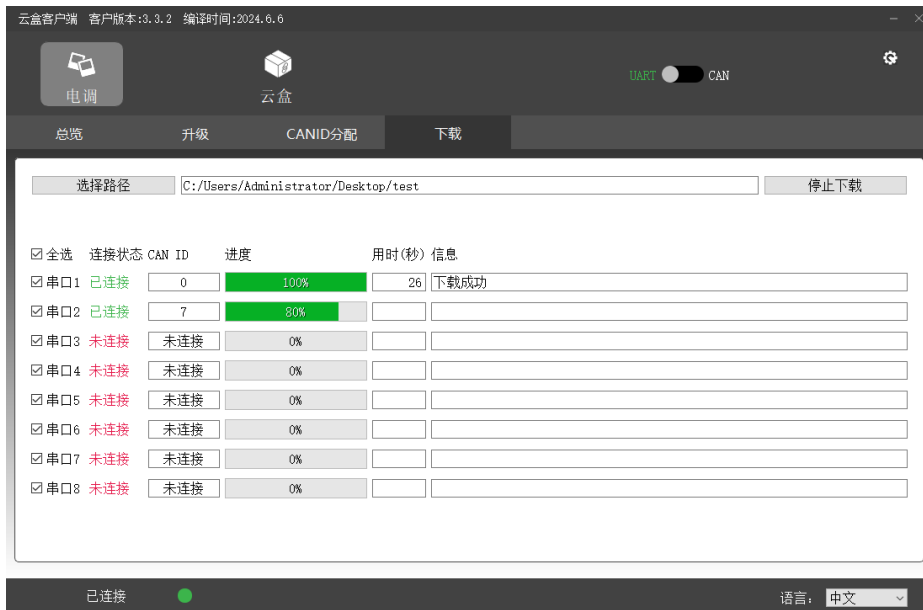 云盒客户端 客户版本:3.3.2 编译时间:2024.6.6
电调 云盒 UART CAN
总览 升级 CANID分配 下载
选择路径 C:/Users/Administrator/Desktop/test 停止下载
全选 连接状态 CAN ID 进度 用时(秒) 信息
串口1 已连接 0 100% 26 下载成功
串口2 已连接 7 80%
串口3 未连接 未连接 0%
串口4 未连接 未连接 0%
串口5 未连接 未连接 0%
串口6 未连接 未连接 0%
串口7 未连接 未连接 0%
串口8 未连接 未连接 0%
已连接 语言: 中文